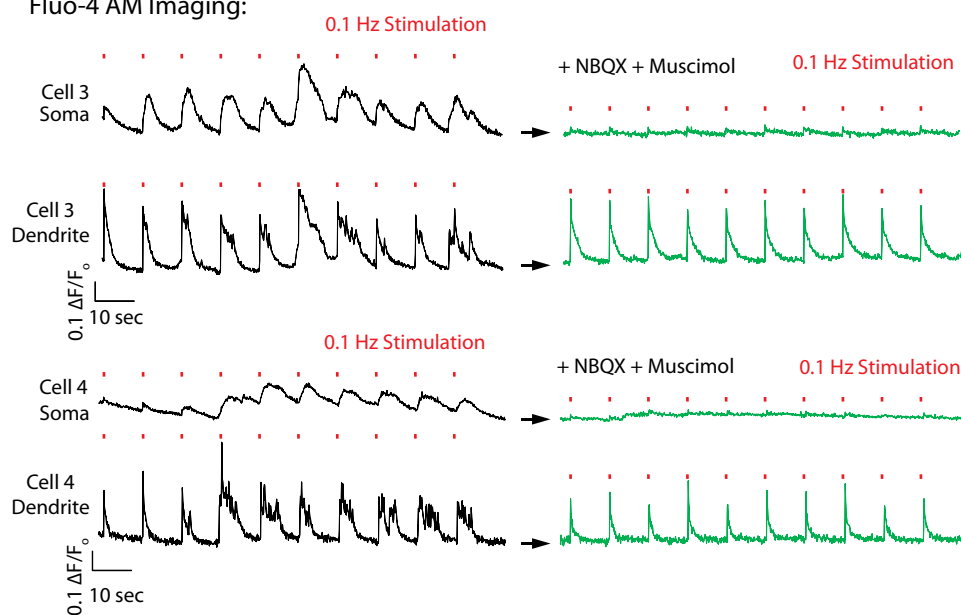 Fluo-4 AM Imaging:
0.1 Hz Stimulation
+ NBQX + Muscimol
0.1 Hz Stimulation
Cell 3
Soma
Cell 3
Dendrite
0.1 ΔF/Fo
10 sec
0.1 Hz Stimulation
+ NBQX + Muscimol
0.1 Hz Stimulation
Cell 4
Soma
Cell 4
Dendrite
0.1 ΔF/Fo
10 sec